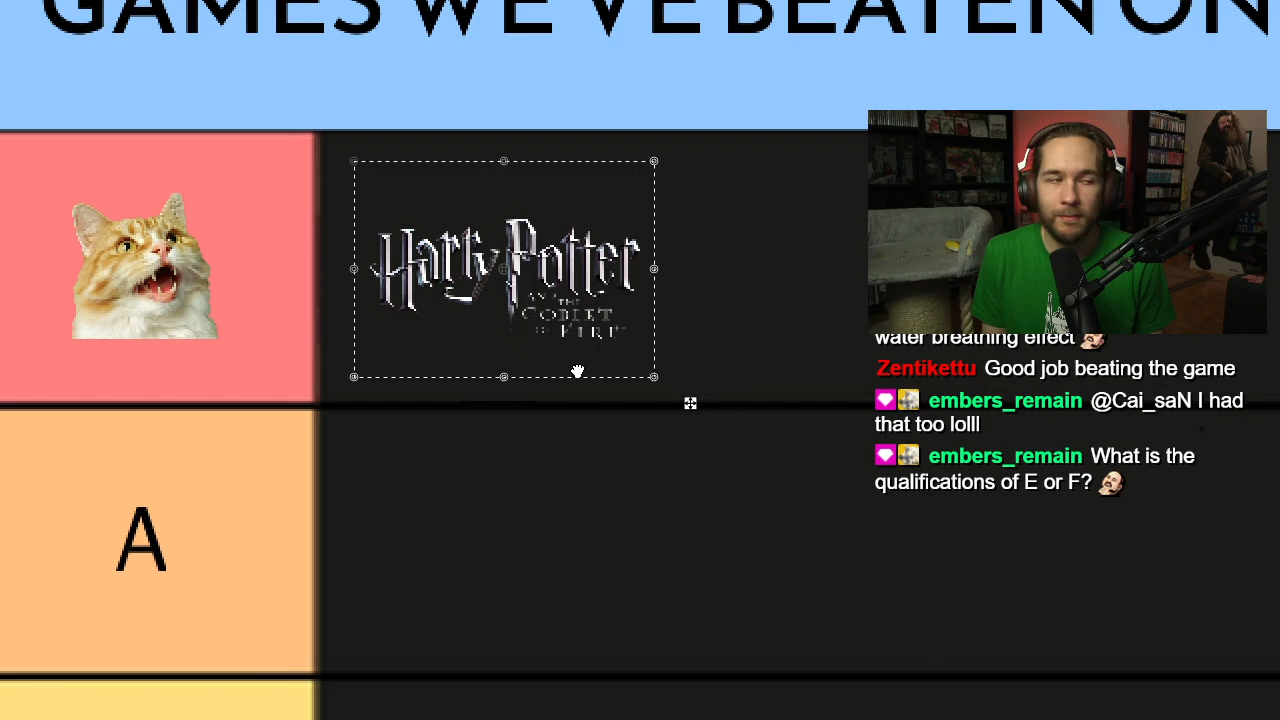 GAMES WE'VE BEATEN ON
Harry Potter
AND THE
GOBLET
OF FIRE
water breathing effect
Zentikettu Good job beating the game
embers_remain @Cai_saN I had
that too lolll
embers_remain What is the
qualifications of E or F?
A